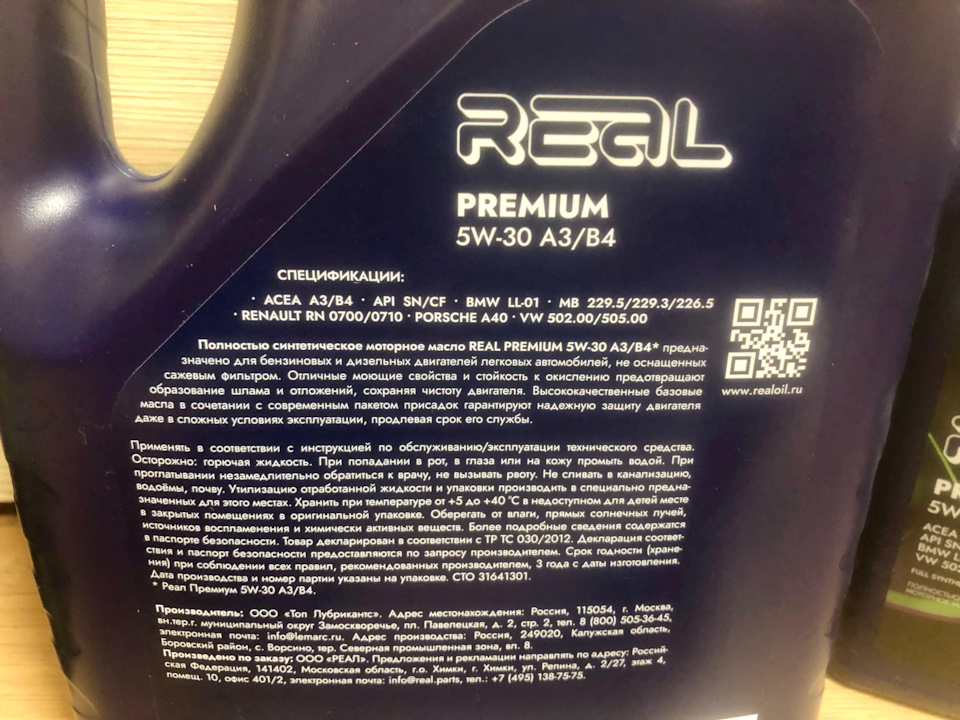 REAL
PREMIUM
5W-30 A3/B4
СПЕЦИФИКАЦИИ:
· ACEA A3/B4 · API SN/CF · BMW LL-01 · MB 229.5/229.3/226.5
· RENAULT RN 0700/0710 · PORSCHE A40 · VW 502.00/505.00
Полностью синтетическое моторное масло REAL PREMIUM 5W-30 A3/B4* предна-
значено для бензиновых и дизельных двигателей легковых автомобилей, не оснащенных
сажевым фильтром. Отличные моющие свойства и стойкость к окислению предотвращают
образование шлама и отложений, сохраняя чистоту двигателя. Высококачественные базовые
масла в сочетании с современным пакетом присадок гарантируют надежную защиту двигателя
даже в сложных условиях эксплуатации, продлевая срок его службы.
www.realoil.ru
Применять в соответствии с инструкцией по обслуживанию/эксплуатации технического средства.
Осторожно: горючая жидкость. При попадании в рот, в глаза или на кожу промыть водой. При
проглатывании незамедлительно обратиться к врачу, не вызывать рвоту. Не сливать в канализацию,
водоёмы, почву. Утилизацию отработанной жидкости и упаковки производить в специально предна-
значенных для этого местах. Хранить при температуре от +5 до +40 °C в недоступном для детей месте
в закрытых помещениях в оригинальной упаковке. Оберегать от влаги, прямых солнечных лучей,
источников воспламенения и химически активных веществ. Более подробные сведения содержатся
в паспорте безопасности. Товар декларирован в соответствии с ТР ТС 030/2012. Декларация соответ-
ствия и паспорт безопасности предоставляются по запросу производителем. Срок годности (хране-
ния) при соблюдении всех правил, рекомендованных производителем, 3 года с даты изготовления.
Дата производства и номер партии указаны на упаковке. СТО 31641301.
* Реал Премиум 5W-30 A3/B4.
Производитель: ООО «Топ Лубрикантс». Адрес местонахождения: Россия, 115054, г. Москва,
вн.тер.г. муниципальный округ Замоскворечье, пл. Павелецкая, д. 2, стр. 2, тел. 8 (800) 505-36-45,
электронная почта: info@lemarc.ru. Адрес производства: Россия, 249020, Калужская область,
Боровский район, с. Ворсино, тер. Северная промышленная зона, вл. 8.
Произведено по заказу: ООО «РЕАЛ». Предложения и рекламации направлять по адресу: Россий-
ская Федерация, 141402, Московская область, г.о. Химки, г. Химки, ул. Репина, д. 2/27, этаж 4,
помещ. 10, офис 401/2, электронная почта: info@real.parts, тел.: +7 (495) 138-75-75.
5W
ACEA
API
BMW
VW 502